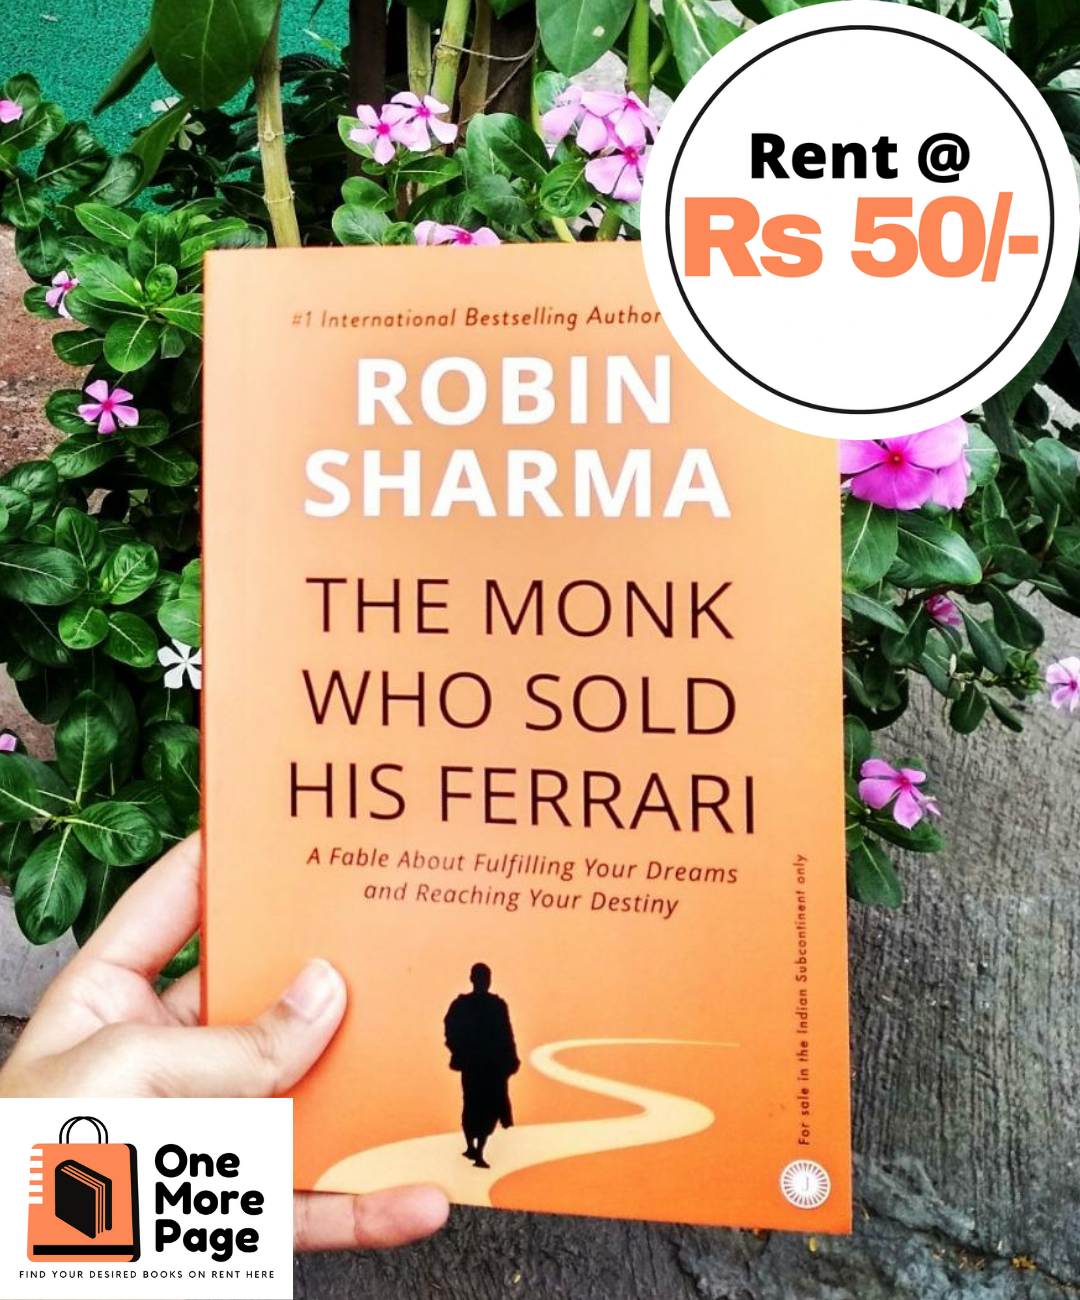 Rent @
Rs 50/-
#1 International Bestselling Author
ROBIN
SHARMA
THE MONK
WHO SOLD
HIS FERRARI
A Fable About Fulfilling Your Dreams
and Reaching Your Destiny
For sale in the Indian Subcontinent only
J
One
More
Page
FIND YOUR DESIRED BOOKS ON RENT HERE